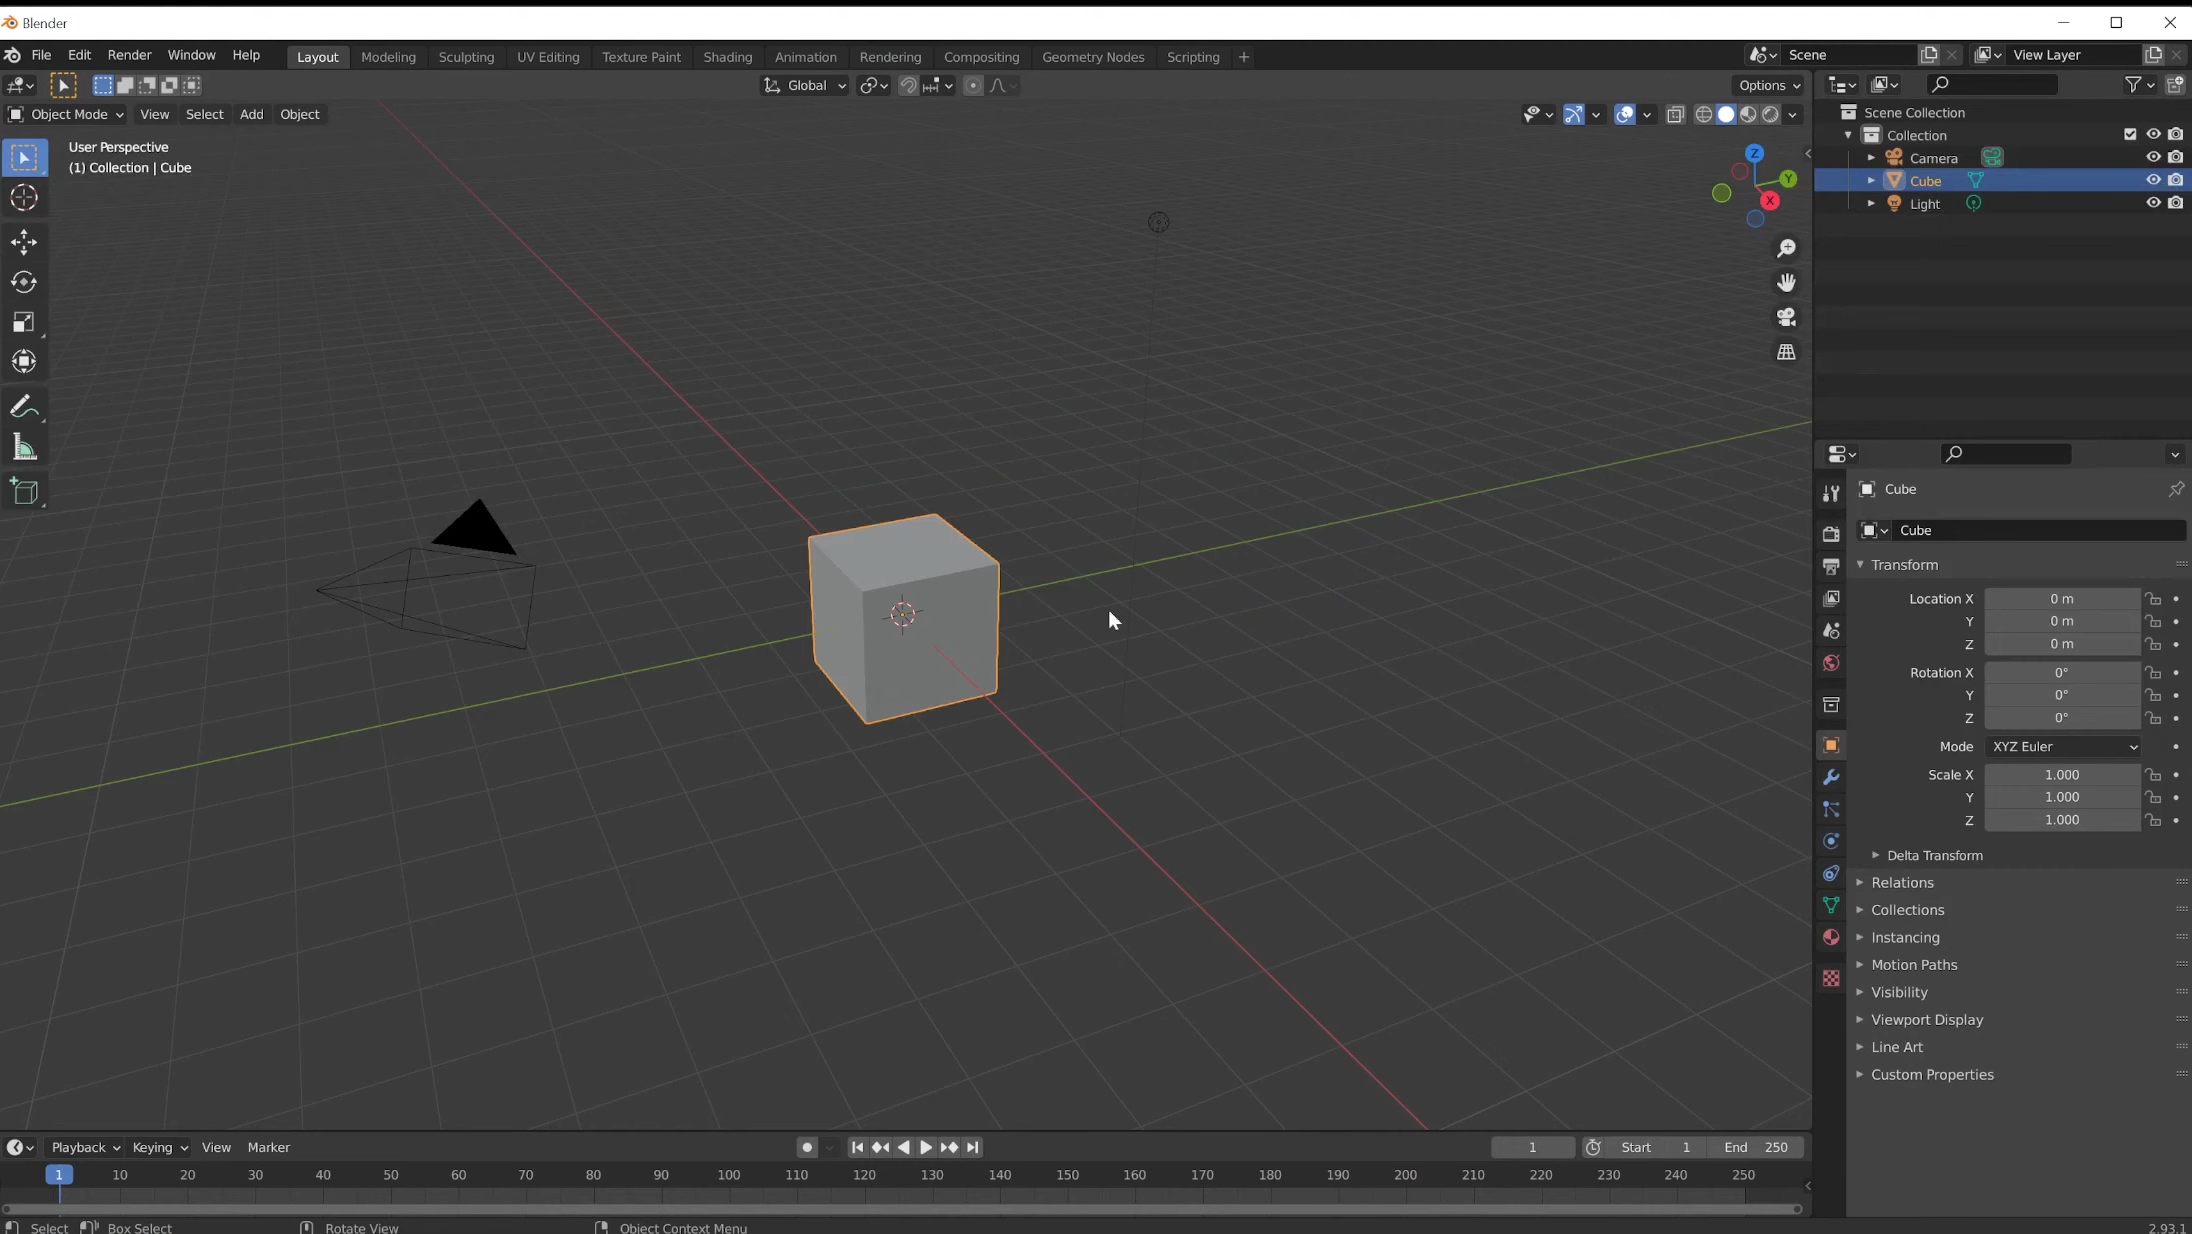 Blender
File Edit Render Window Help Layout Modeling Sculpting UV Editing Texture Paint Shading Animation Rendering Compositing Geometry Nodes Scripting + Scene View Layer
Global Options
Object Mode View Select Add Object
User Perspective
(1) Collection | Cube
Z
Y
X
Scene Collection
Collection
Camera
Cube
Light
Cube
Cube
Transform
Location X 0 m
Y 0 m
Z 0 m
Rotation X 0°
Y 0°
Z 0°
Mode XYZ Euler
Scale X 1.000
Y 1.000
Z 1.000
Delta Transform
Relations
Collections
Instancing
Motion Paths
Visibility
Viewport Display
Line Art
Custom Properties
Playback Keying View Marker 1 Start 1 End 250
1 10 20 30 40 50 60 70 80 90 100 110 120 130 140 150 160 170 180 190 200 210 220 230 240 250
Select Box Select Rotate View Object Context Menu 2.93.1